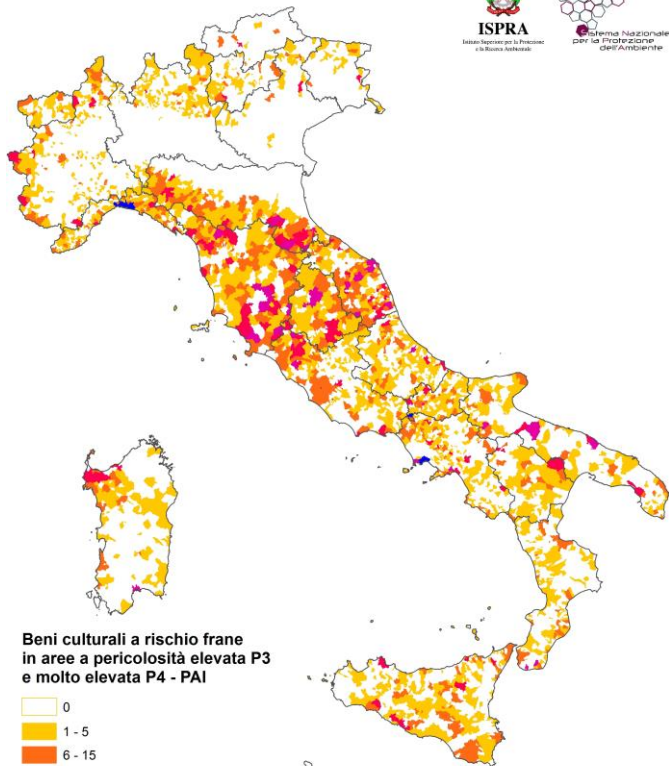 ISPRA
Istituto Superiore per la Protezione
e la Ricerca Ambientale
Sistema Nazionale
per la Protezione
dell'Ambiente
Beni culturali a rischio frane
in aree a pericolosità elevata P3
e molto elevata P4 - PAI
0
1 - 5
6 - 15